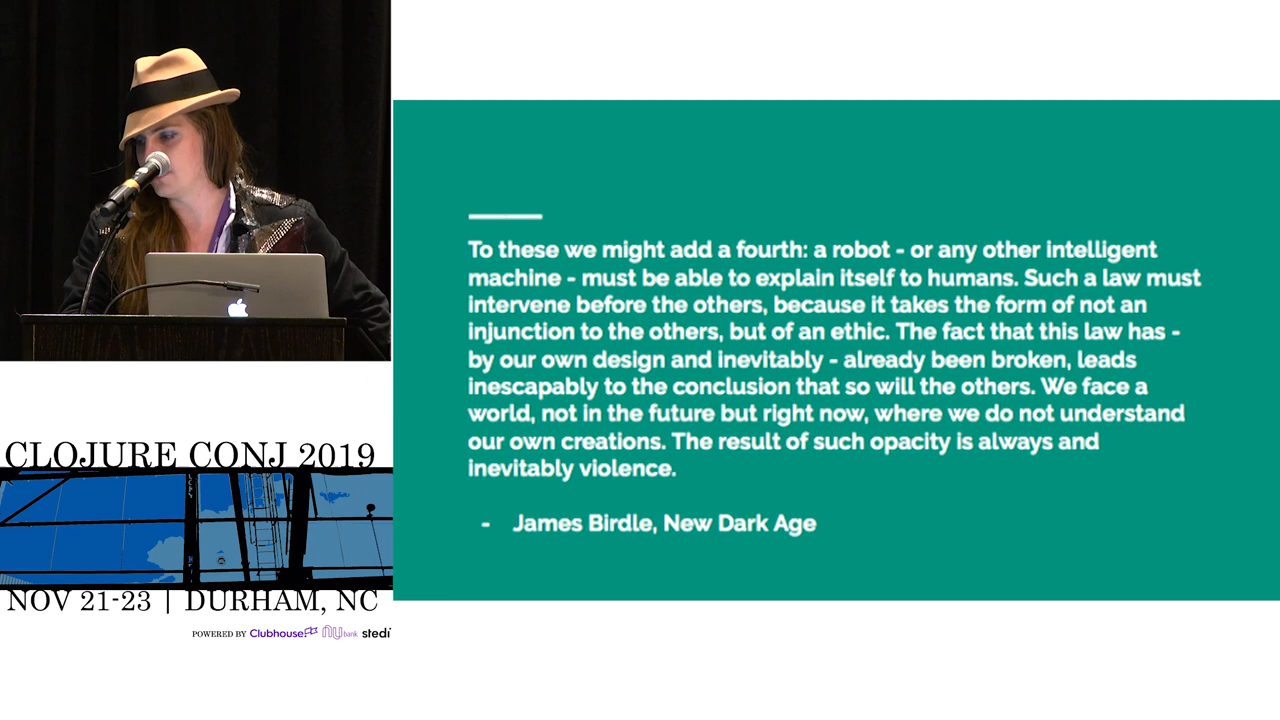 To these we might add a fourth: a robot - or any other intelligent
machine - must be able to explain itself to humans. Such a law must
intervene before the others, because it takes the form of not an
injunction to the others, but of an ethic. The fact that this law has -
by our own design and inevitably - already been broken, leads
inescapably to the conclusion that so will the others. We face a
world, not in the future but right now, where we do not understand
our own creations. The result of such opacity is always and
inevitably violence.
- James Birdle, New Dark Age
CLOJURE CONJ 2019
NOV 21-23 | DURHAM, NC
POWERED BY Clubhouse nu bank stedi